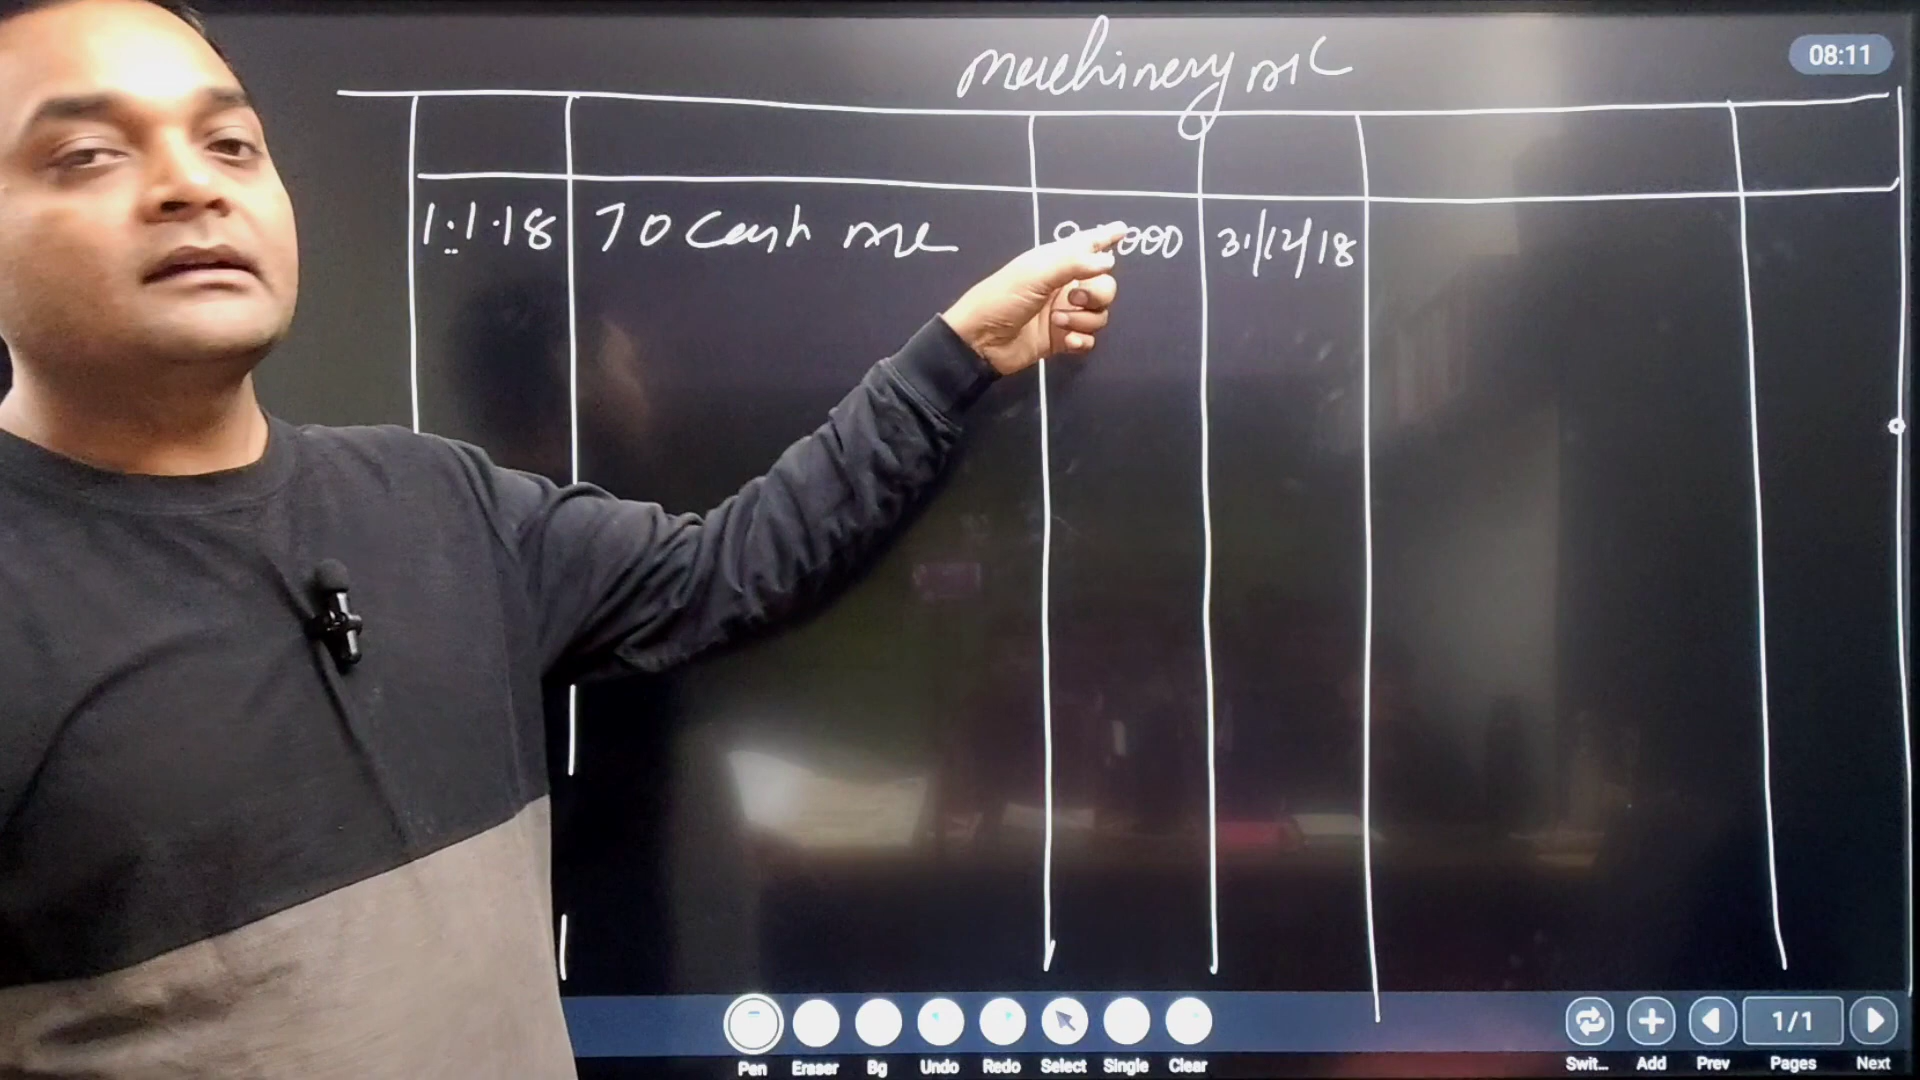 Machinery A/C
08:11
1.1.18 To Cash A/c 31/12/18
1/1
Pen Eraser Bg Undo Redo Select Single Clear Swit... Add Prev Pages Next